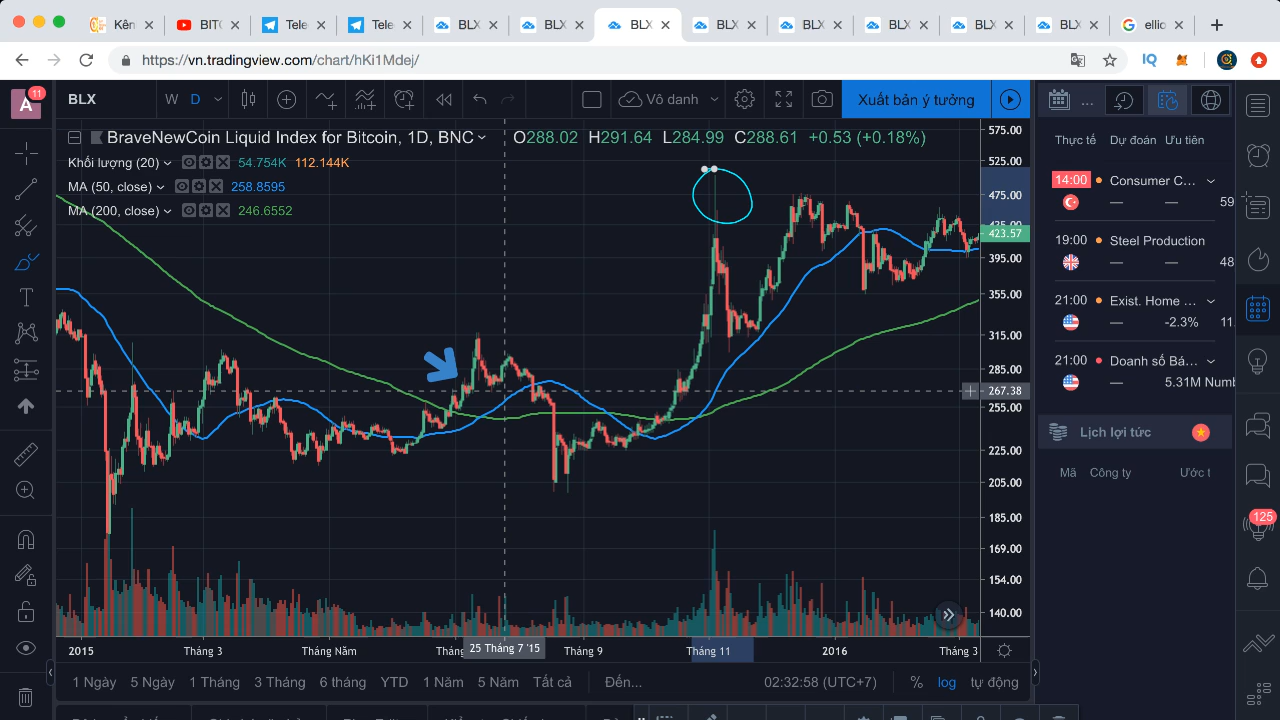 Kên
BITC
Tele
Tele
BLX
BLX
BLX
BLX
BLX
BLX
BLX
BLX
ellio
https://vn.tradingview.com/chart/hKi1Mdej/
IQ
A
11
BLX
W
D
Vô danh
Xuất bản ý tưởng
...
BraveNewCoin Liquid Index for Bitcoin, 1D, BNC
O288.02 H291.64 L284.99 C288.61 +0.53 (+0.18%)
Khối lượng (20)
54.754K 112.144K
MA (50, close)
258.8595
MA (200, close)
246.6552
575.00
525.00
475.00
425.00
423.57
395.00
355.00
315.00
285.00
267.38
255.00
225.00
205.00
185.00
169.00
154.00
140.00
2015
Tháng 3
Tháng Năm
Tháng
25 Tháng 7 '15
Tháng 9
Tháng 11
2016
Tháng 3
1 Ngày
5 Ngày
1 Tháng
3 Tháng
6 tháng
YTD
1 Năm
5 Năm
Tất cả
Đến...
02:32:58 (UTC+7)
%
log
tự động
Thực tế
Dự đoán
Ưu tiên
14:00
Consumer C...
—
—
59
19:00
Steel Production
—
—
48
21:00
Exist. Home ...
—
-2.3%
11.
21:00
Doanh số Bá...
—
5.31M Numb
Lịch lợi tức
Mã
Công ty
Ước t
125